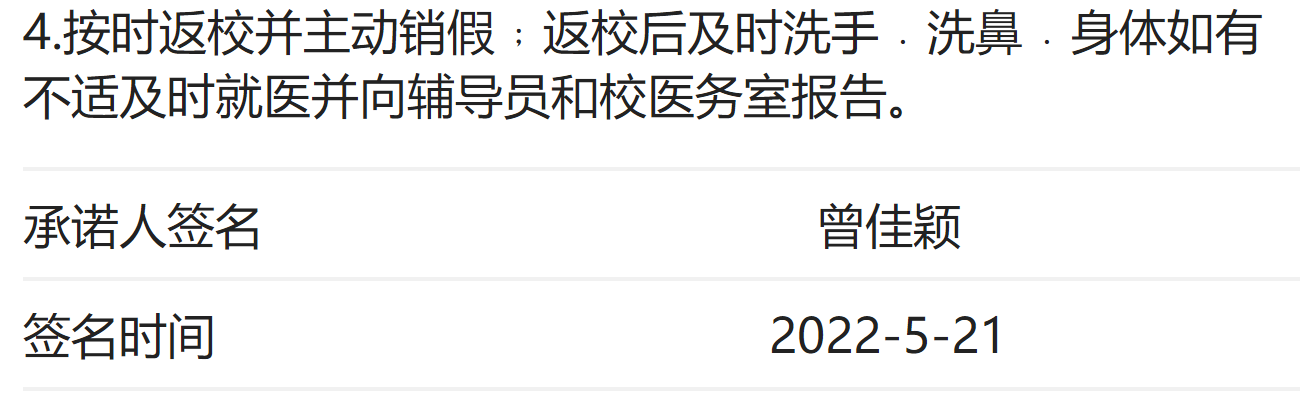 4.按时返校并主动销假﹔返校后及时洗手﹒洗鼻﹒身体如有
不适及时就医并向辅导员和校医务室报告。
承诺人签名 曾佳颖
签名时间 2022-5-21